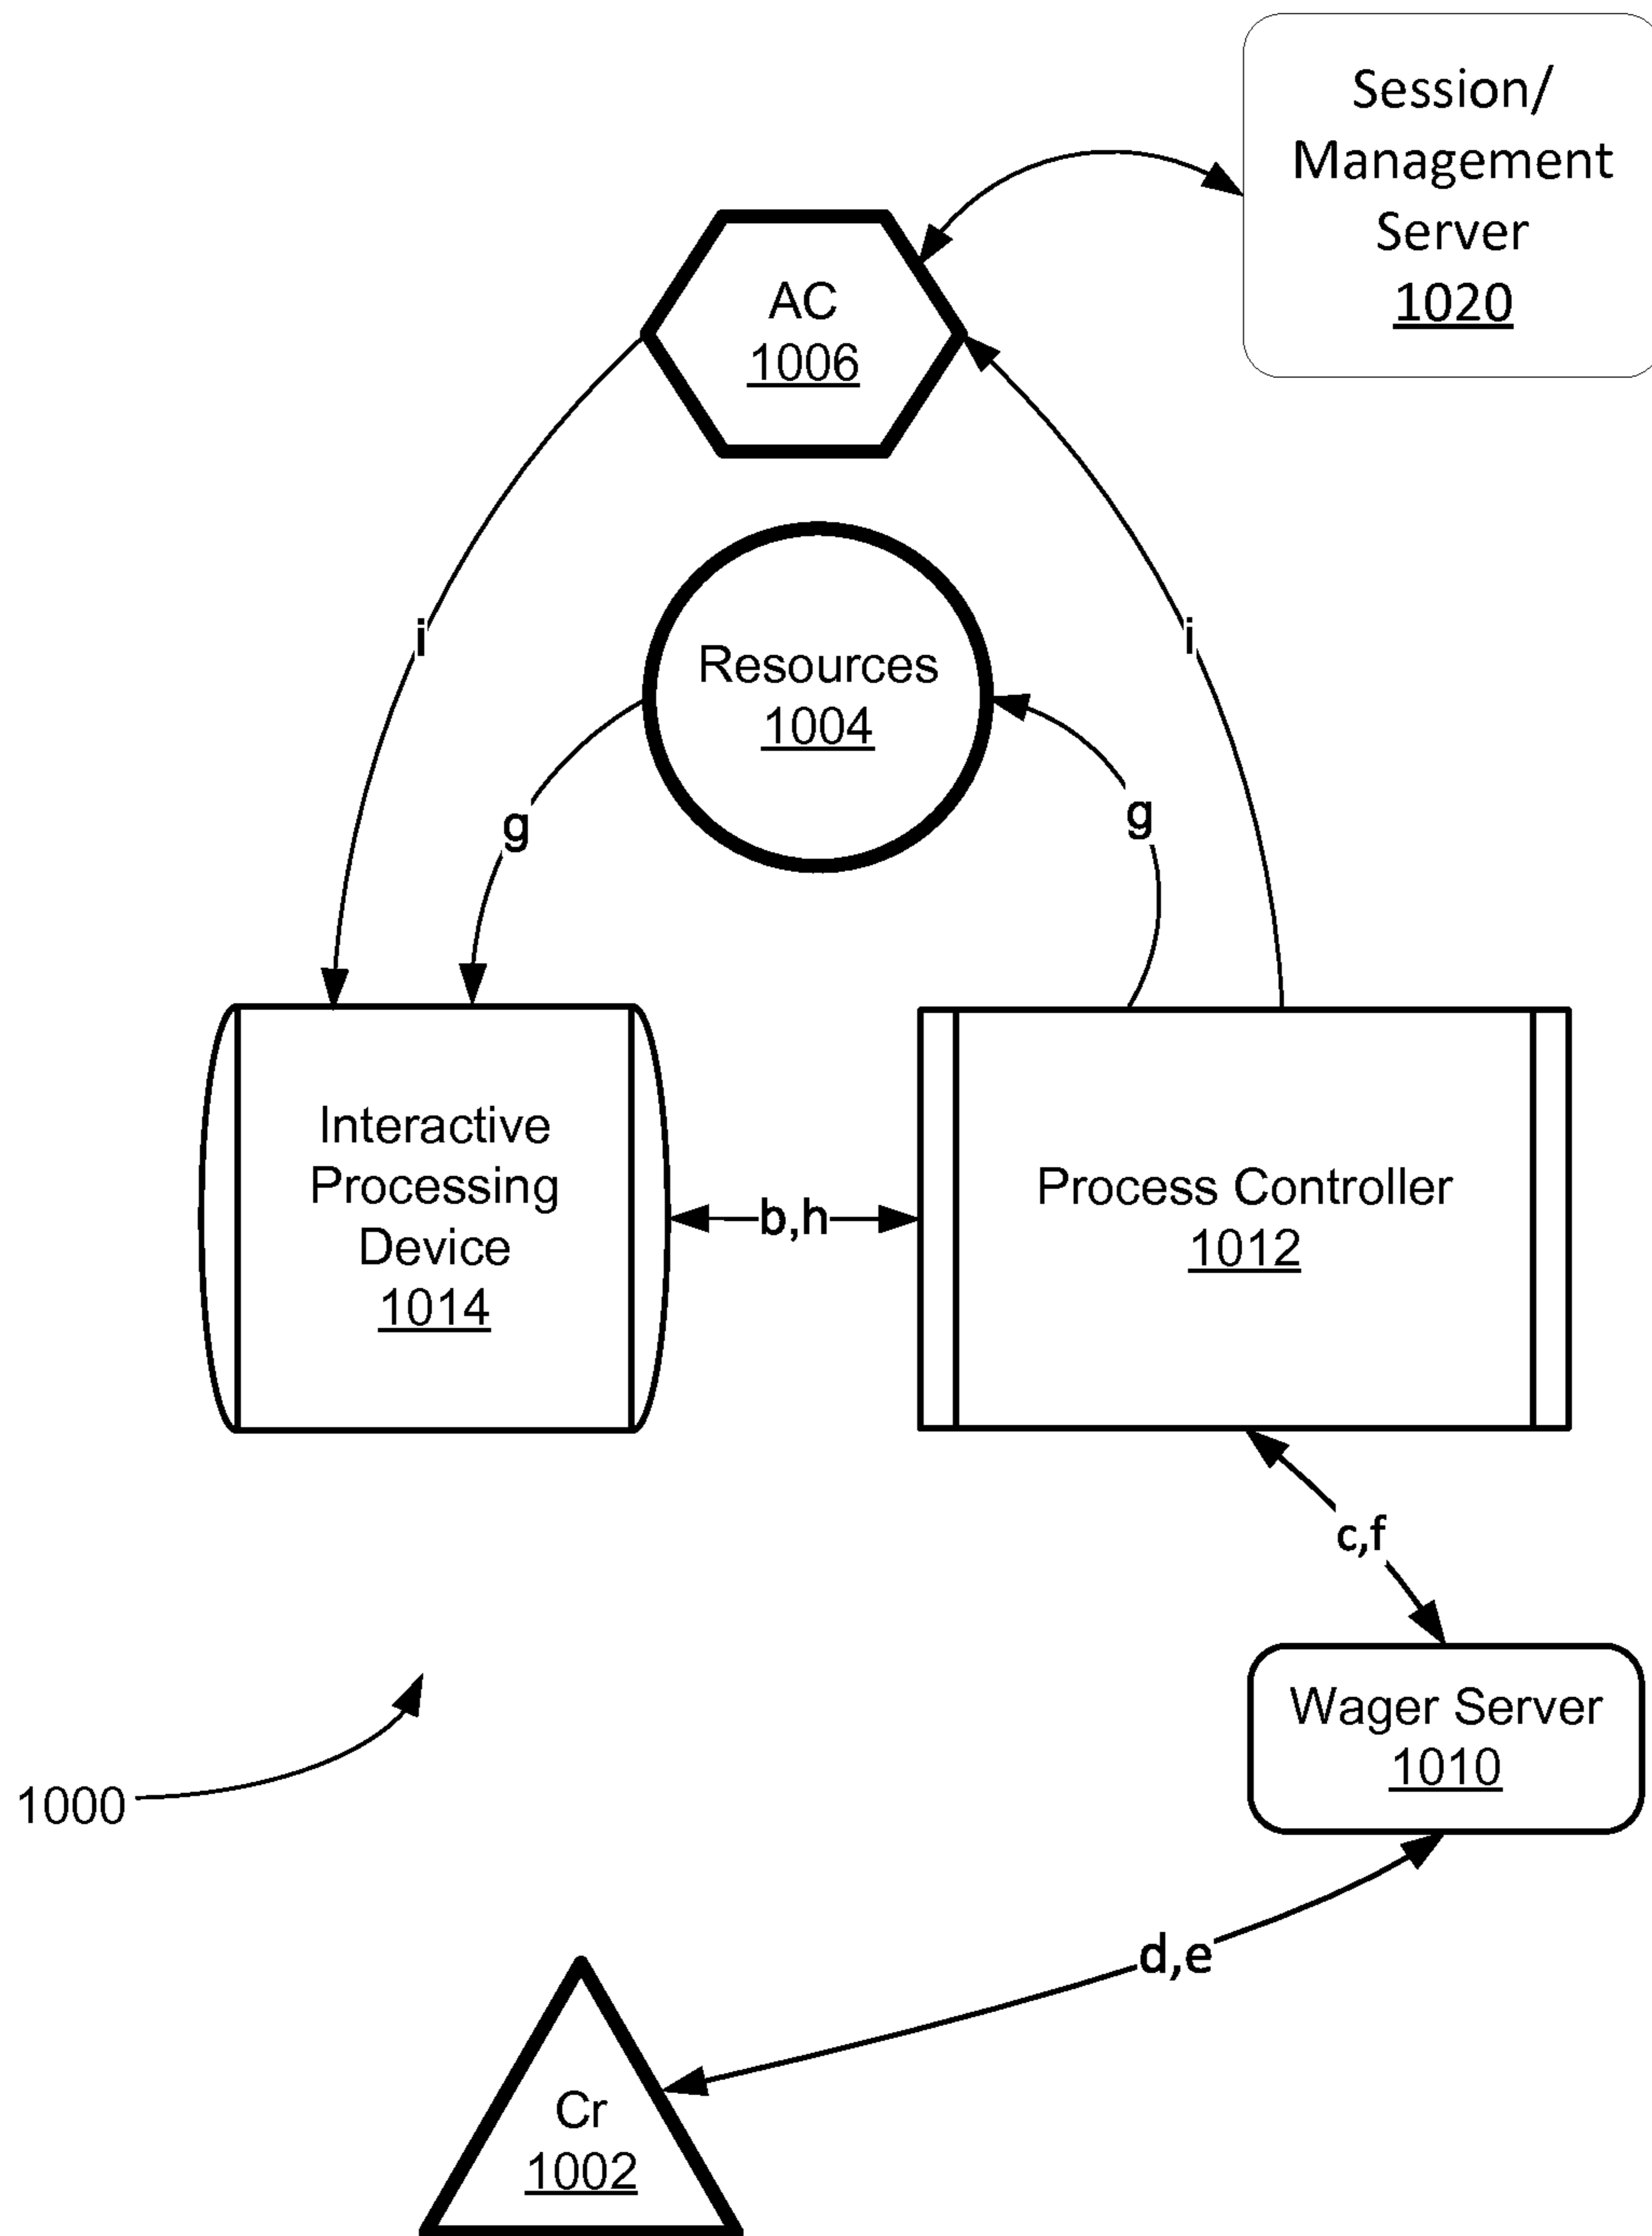 Session/
Management
Server
1020
AC
1006
i
i
Resources
1004
g
g
Interactive
Processing
Device
1014
b,h
Process Controller
1012
c,f
Wager Server
1010
1000
d,e
Cr
1002